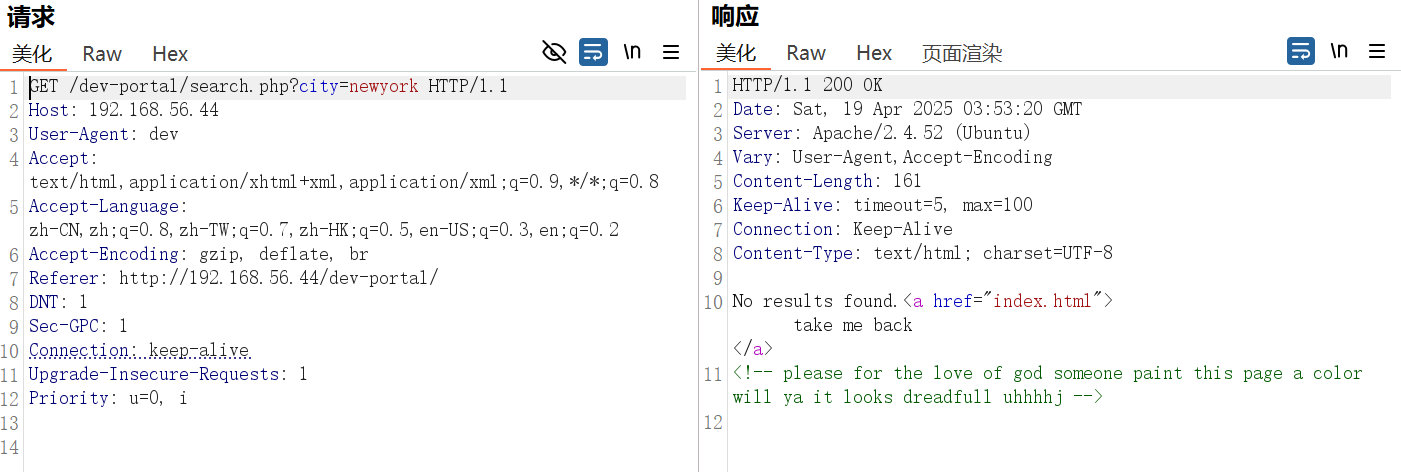 请求
美化 Raw Hex \n
1 GET /dev-portal/search.php?city=newyork HTTP/1.1
2 Host: 192.168.56.44
3 User-Agent: dev
4 Accept:
text/html,application/xhtml+xml,application/xml;q=0.9,*/*;q=0.8
5 Accept-Language:
zh-CN,zh;q=0.8,zh-TW;q=0.7,zh-HK;q=0.5,en-US;q=0.3,en;q=0.2
6 Accept-Encoding: gzip, deflate, br
7 Referer: http://192.168.56.44/dev-portal/
8 DNT: 1
9 Sec-GPC: 1
10 Connection: keep-alive
11 Upgrade-Insecure-Requests: 1
12 Priority: u=0, i
13
14
响应
美化 Raw Hex 页面渲染 \n
1 HTTP/1.1 200 OK
2 Date: Sat, 19 Apr 2025 03:53:20 GMT
3 Server: Apache/2.4.52 (Ubuntu)
4 Vary: User-Agent,Accept-Encoding
5 Content-Length: 161
6 Keep-Alive: timeout=5, max=100
7 Connection: Keep-Alive
8 Content-Type: text/html; charset=UTF-8
9
10 No results found.<a href="index.html">
take me back
</a>
11 <!-- please for the love of god someone paint this page a color
will ya it looks dreadfull uhhhhj -->
12